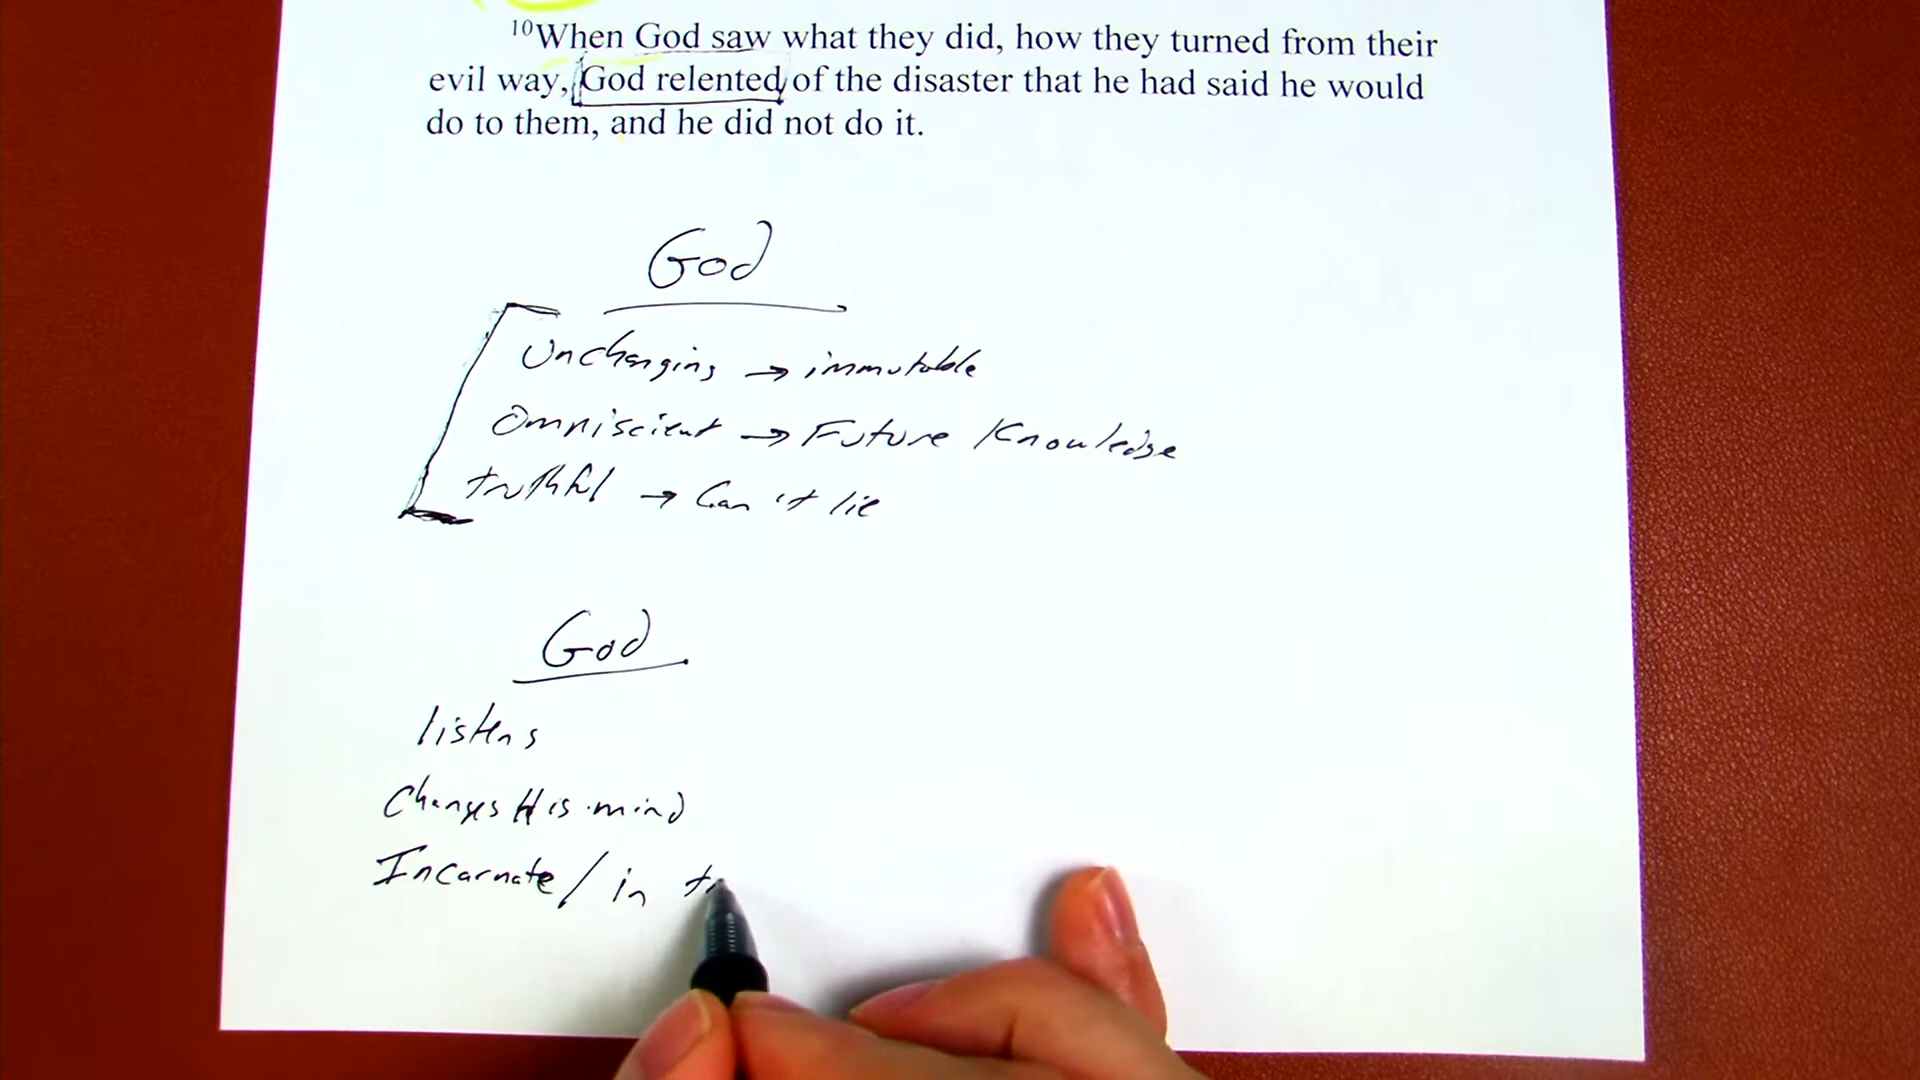 ¹⁰When God saw what they did, how they turned from their
evil way, God relented of the disaster that he had said he would
do to them, and he did not do it.
God
Unchanging → immutable
Omniscient → Future Knowledge
truthful → Can't lie
God
listens
Changes His mind
Incarnate / in